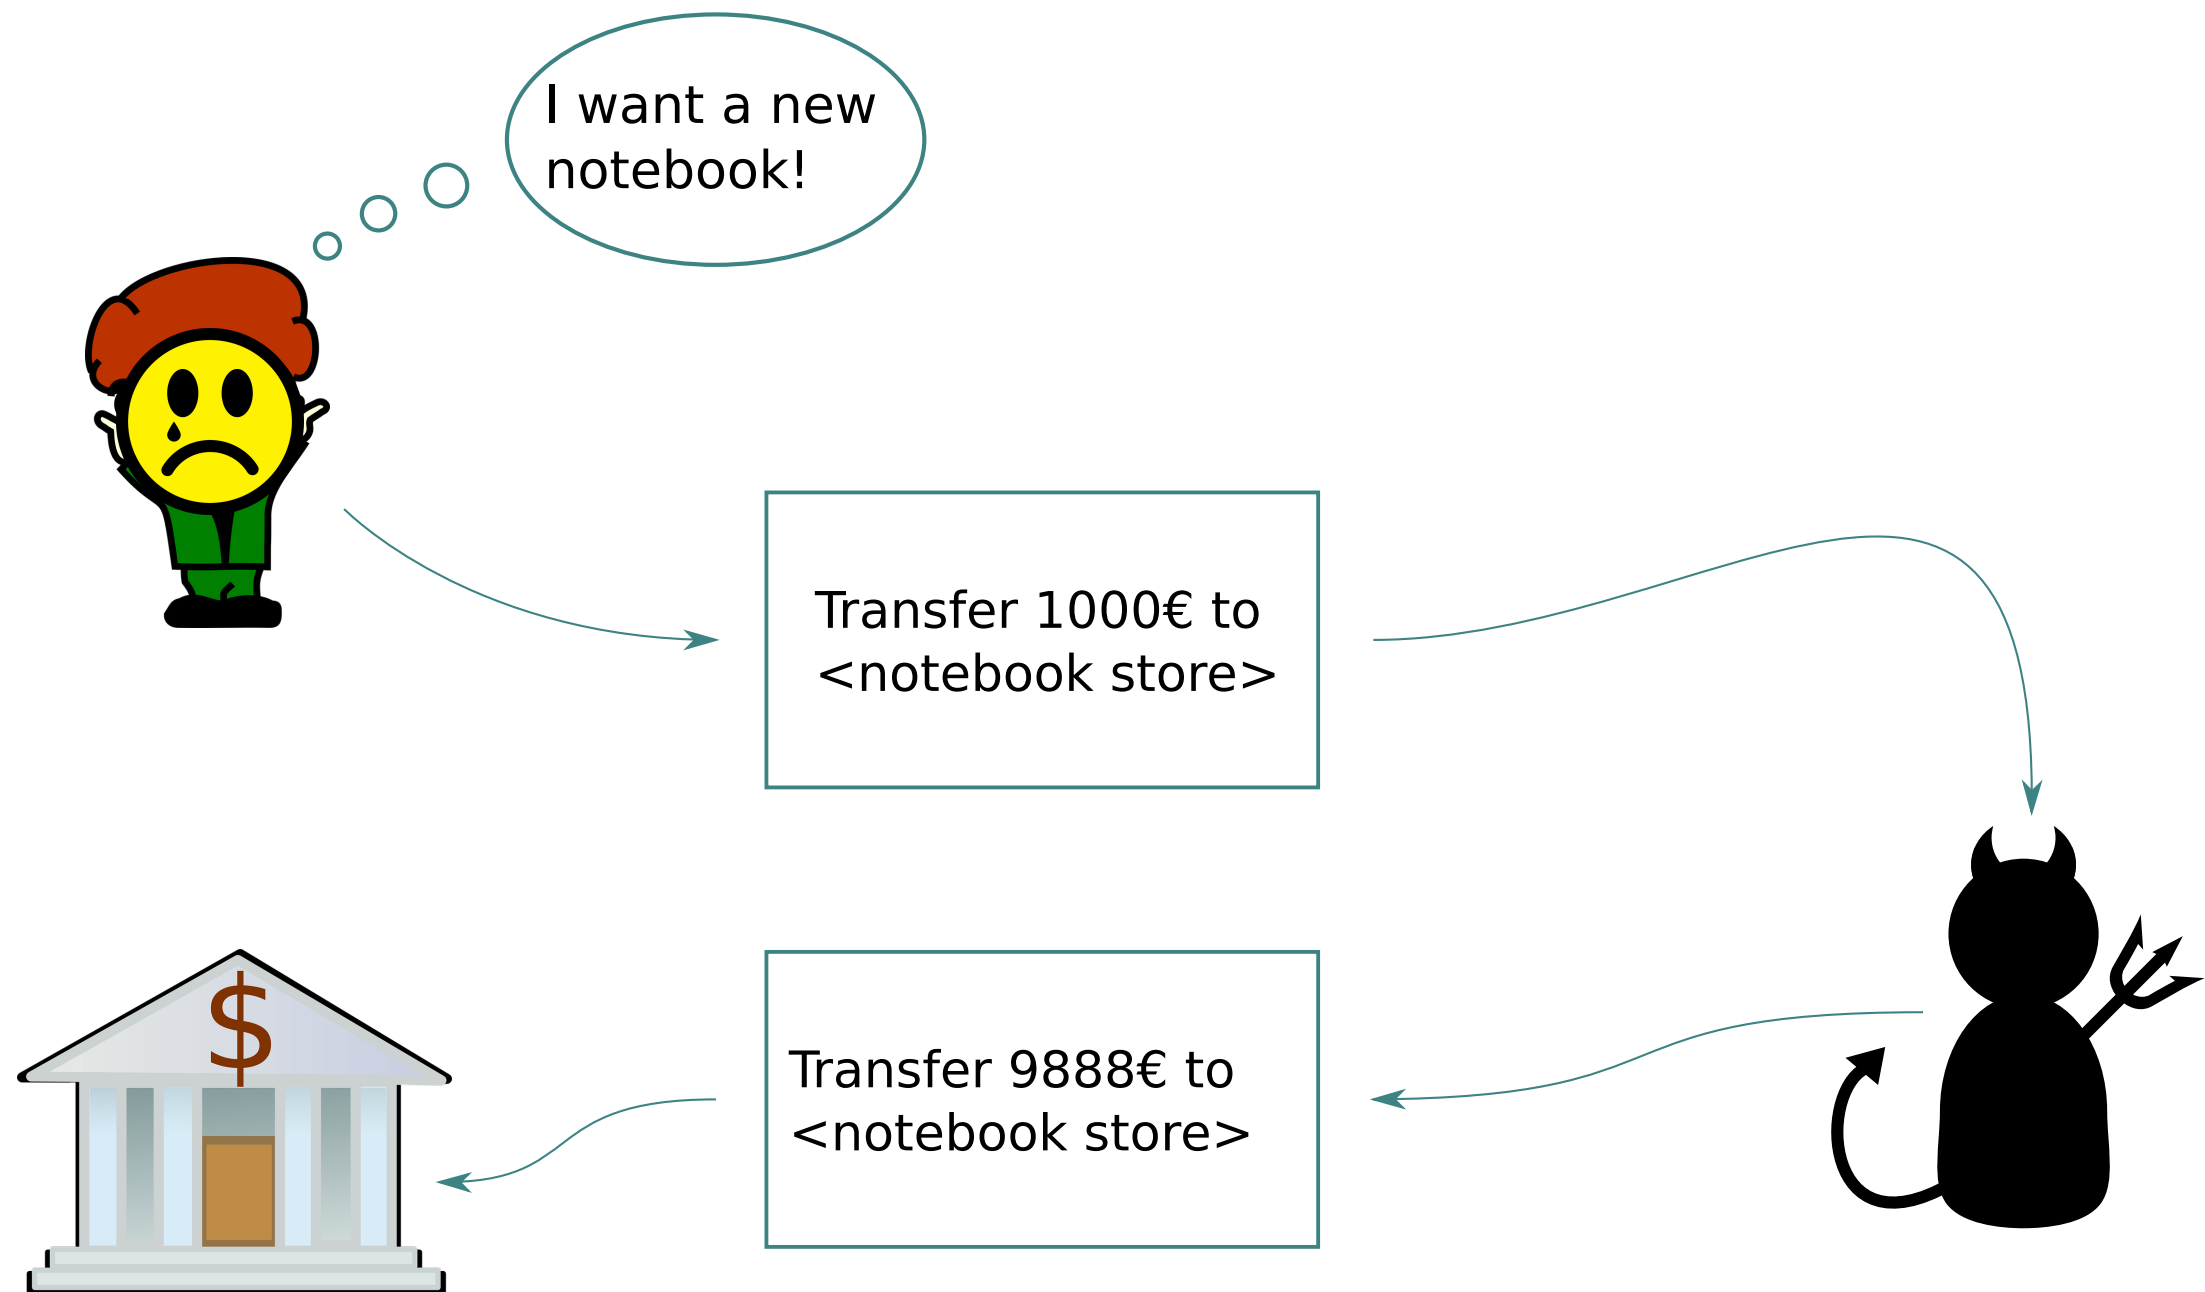 I want a new
notebook!
Transfer 1000€ to
<notebook store>
$
Transfer 9888€ to
<notebook store>